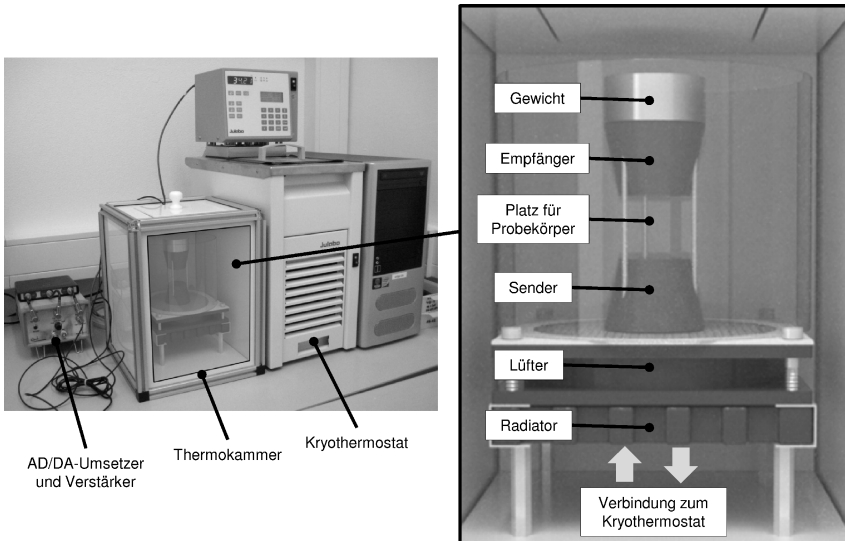 Gewicht
Empfänger
Platz für
Probekörper
Sender
Lüfter
Radiator
Verbindung zum
Kryothermostat
AD/DA-Umsetzer
und Verstärker
Thermokammer
Kryothermostat
Julabo